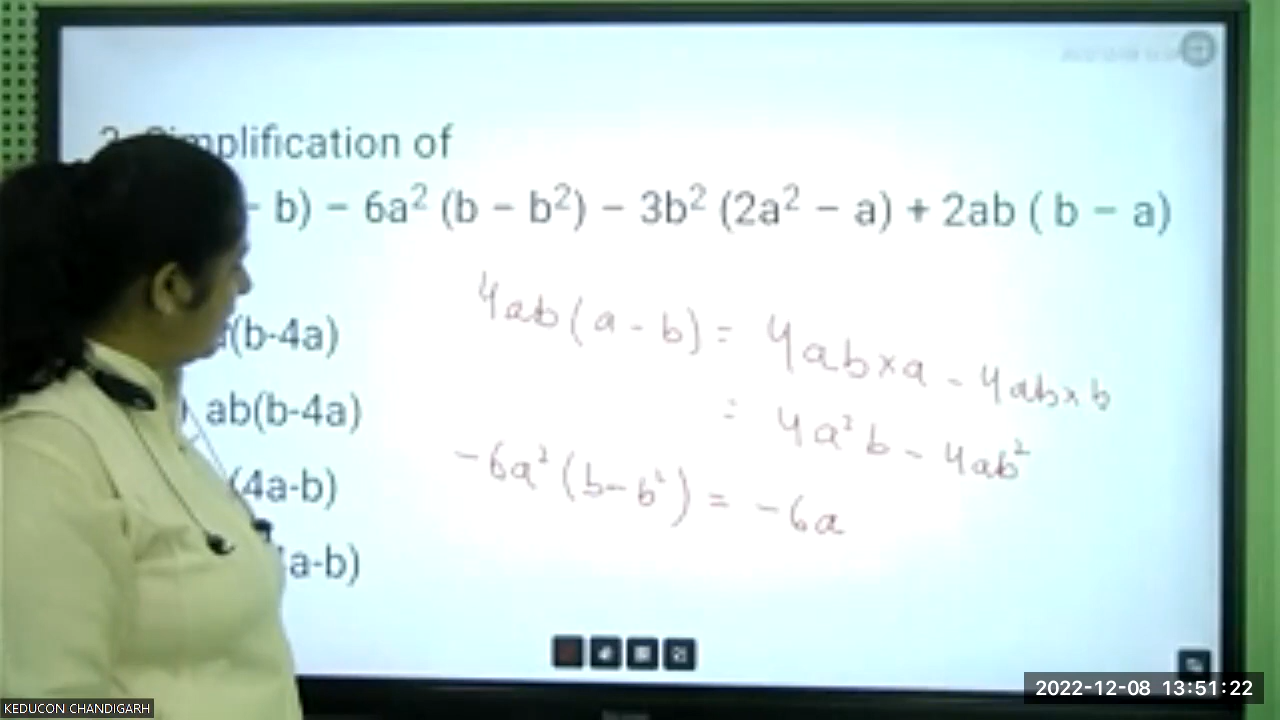 Simplification of
- b) – 6a² (b – b²) – 3b² (2a² – a) + 2ab ( b – a)
4ab(a - b) = 4ab×a - 4ab×b
(b-4a)
= 4a²b - 4ab²
ab(b-4a)
-6a²(b-b²) = -6a
(4a-b)
a-b)
2022-12-08 13:51:22
KEDUCON CHANDIGARH